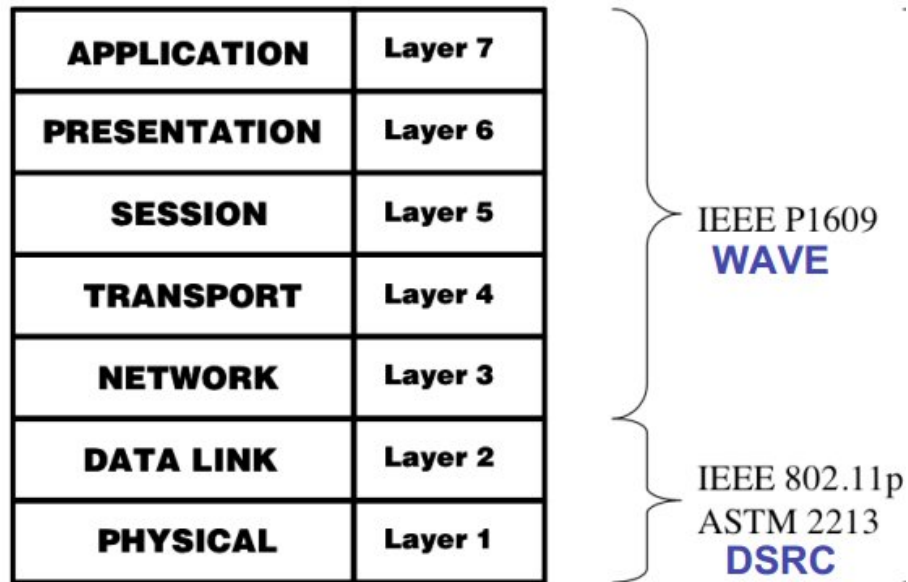 APPLICATION Layer 7
PRESENTATION Layer 6
SESSION Layer 5
IEEE P1609
WAVE
TRANSPORT Layer 4
NETWORK Layer 3
DATA LINK Layer 2
IEEE 802.11p
ASTM 2213
PHYSICAL Layer 1
DSRC